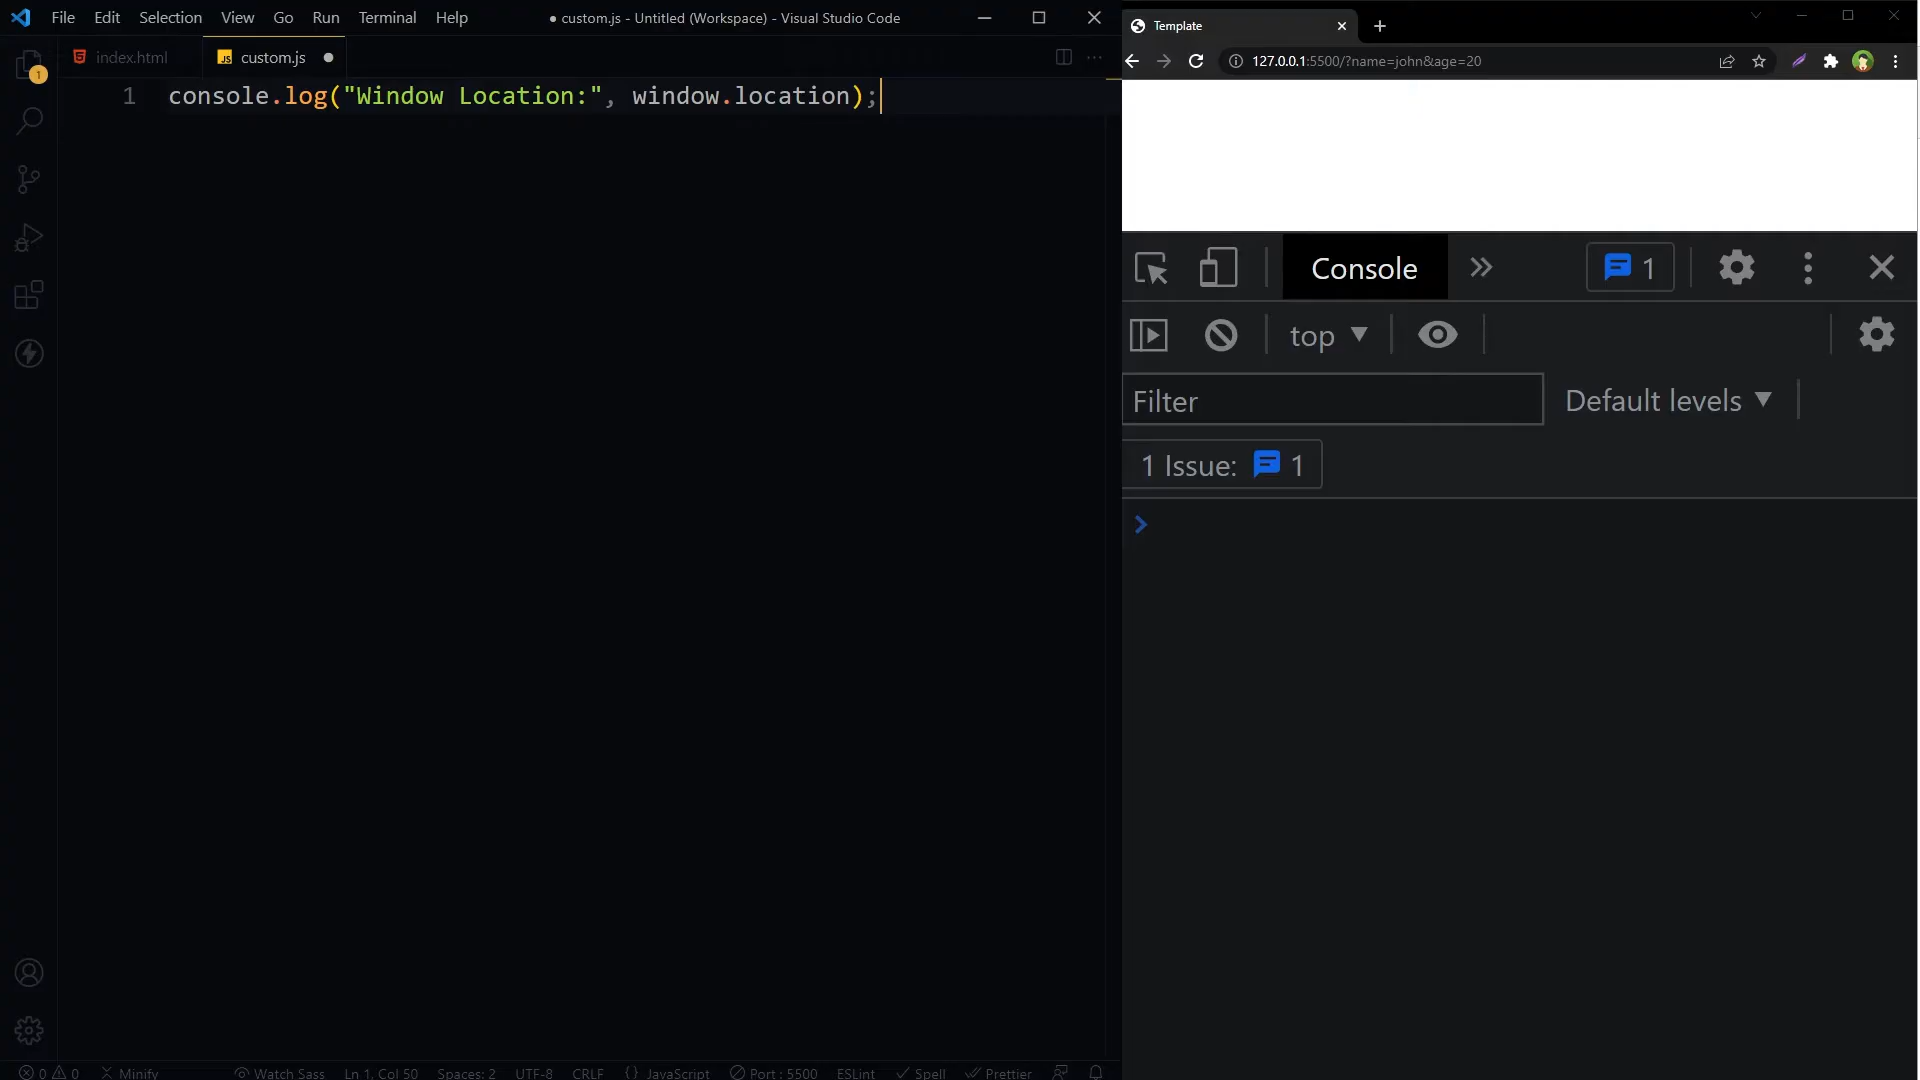 File Edit Selection View Go Run Terminal Help
● custom.js - Untitled (Workspace) - Visual Studio Code
index.html
custom.js
1
1 console.log("Window Location:", window.location);
0 0 Minify Watch Sass Ln 1, Col 50 Spaces: 2 UTF-8 CRLF {} JavaScript Port : 5500 ESLint Spell Prettier
Template
127.0.0.1:5500/?name=john&age=20
Console
1
top
Filter
Default levels
1 Issue: 1